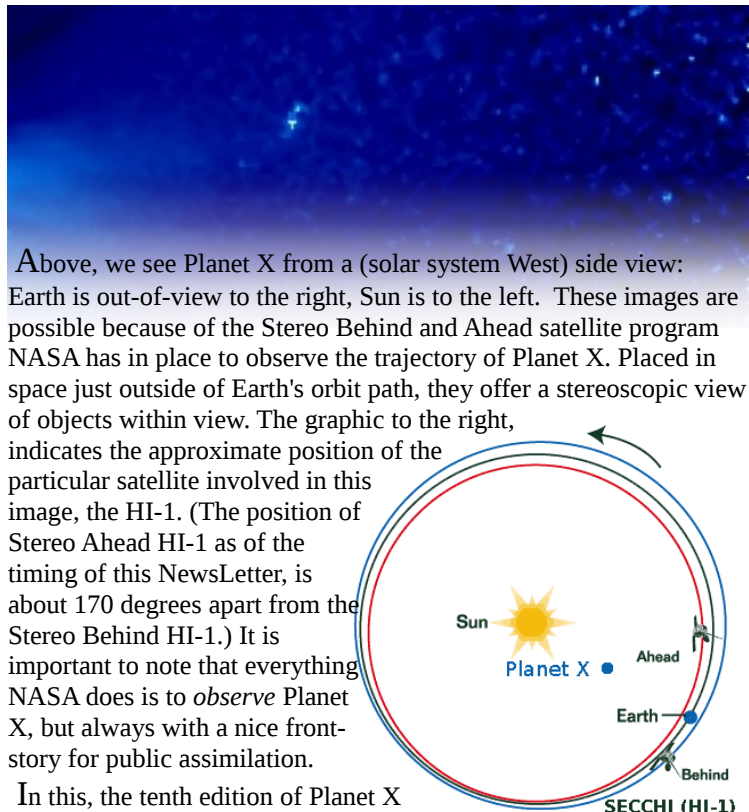 Above, we see Planet X from a (solar system West) side view:
Earth is out-of-view to the right, Sun is to the left. These images are
possible because of the Stereo Behind and Ahead satellite program
NASA has in place to observe the trajectory of Planet X. Placed in
space just outside of Earth's orbit path, they offer a stereoscopic view
of objects within view. The graphic to the right,
indicates the approximate position of the
particular satellite involved in this
image, the HI-1. (The position of
Stereo Ahead HI-1 as of the
timing of this NewsLetter, is
about 170 degrees apart from the
Stereo Behind HI-1.) It is
important to note that everything
NASA does is to observe Planet
X, but always with a nice front-
story for public assimilation.
In this, the tenth edition of Planet X
Sun
Planet X
Ahead
Earth
Behind
SECCHI (HI-1)